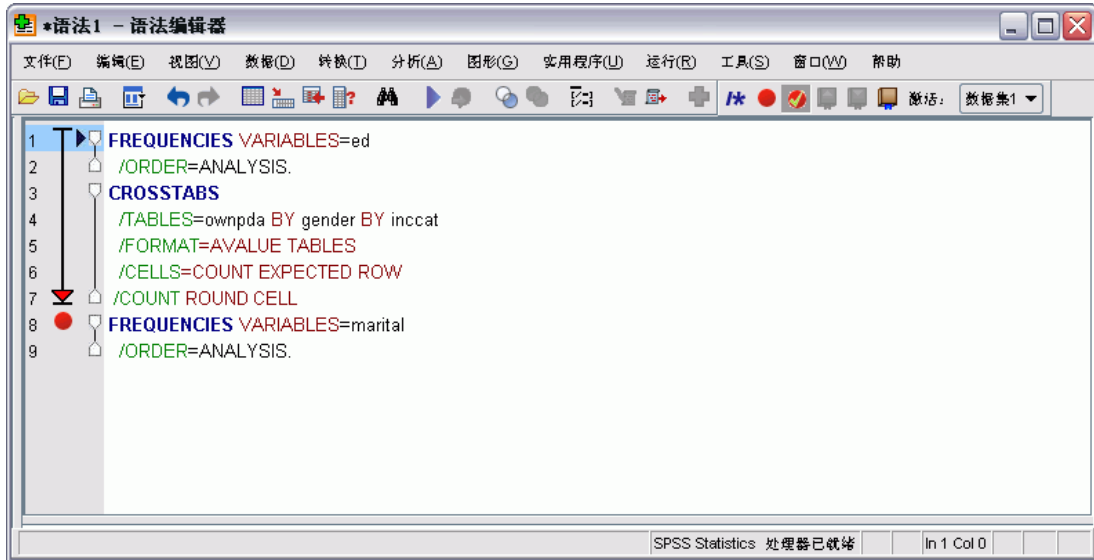 *语法1 - 语法编辑器
文件(F) 编辑(E) 视图(V) 数据(D) 转换(T) 分析(A) 图形(G) 实用程序(U) 运行(R) 工具(S) 窗口(W) 帮助
激活: 数据集1
1 FREQUENCIES VARIABLES=ed
2 /ORDER=ANALYSIS.
3 CROSSTABS
4 /TABLES=ownpda BY gender BY inccat
5 /FORMAT=AVALUE TABLES
6 /CELLS=COUNT EXPECTED ROW
7 /COUNT ROUND CELL
8 FREQUENCIES VARIABLES=marital
9 /ORDER=ANALYSIS.
SPSS Statistics 处理器已就绪 In 1 Col 0